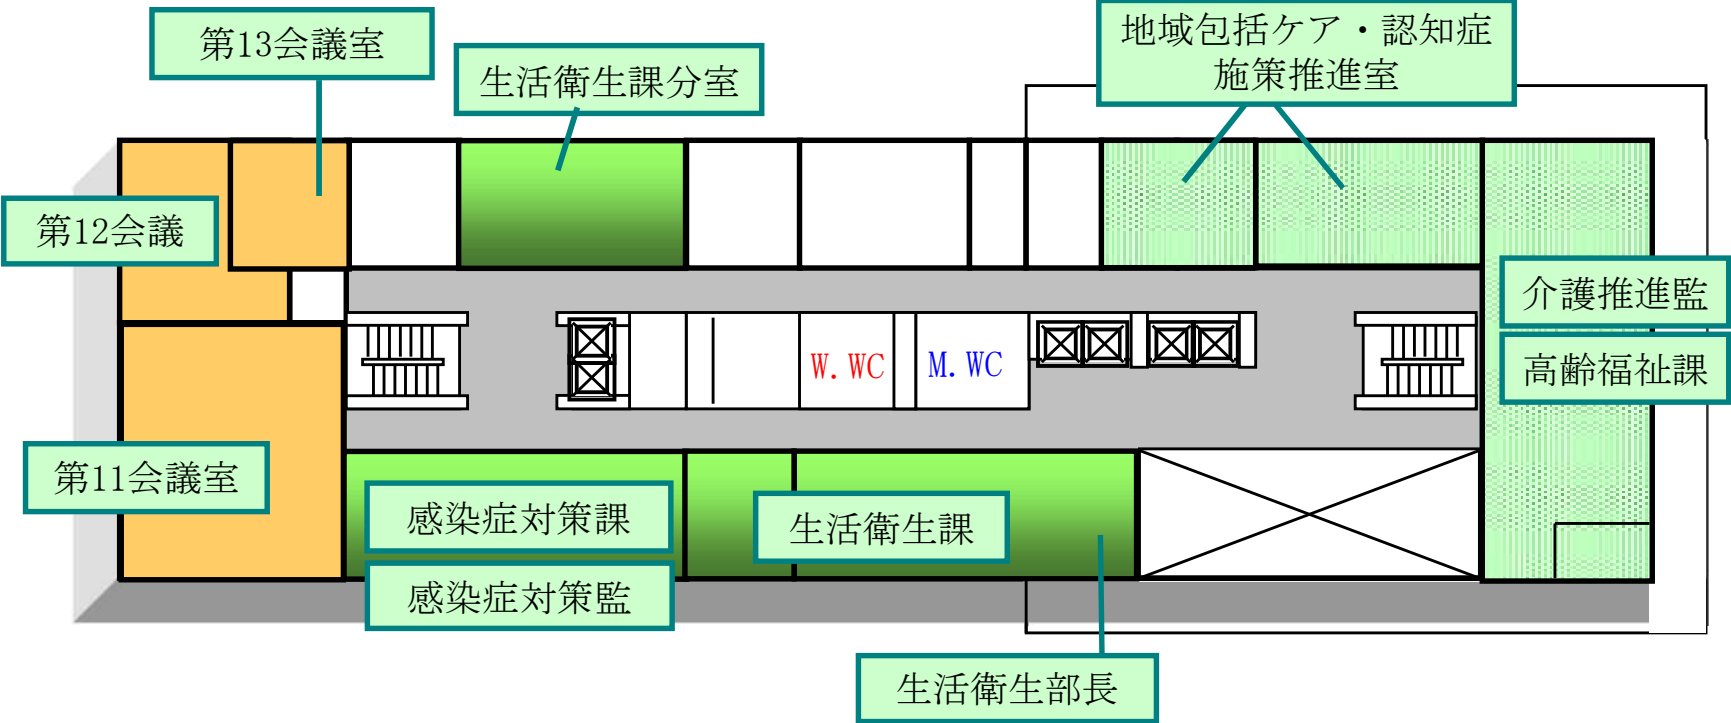 第13会議室
生活衛生課分室
地域包括ケア・認知症
施策推進室
第12会議
介護推進監
高齢福祉課
W.WC
M.WC
第11会議室
感染症対策課
感染症対策監
生活衛生課
生活衛生部長